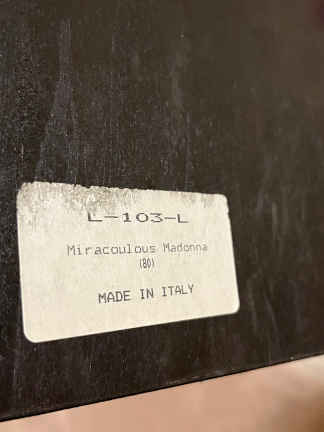 L-103-L
Miracoulous Madonna
(80)
MADE IN ITALY